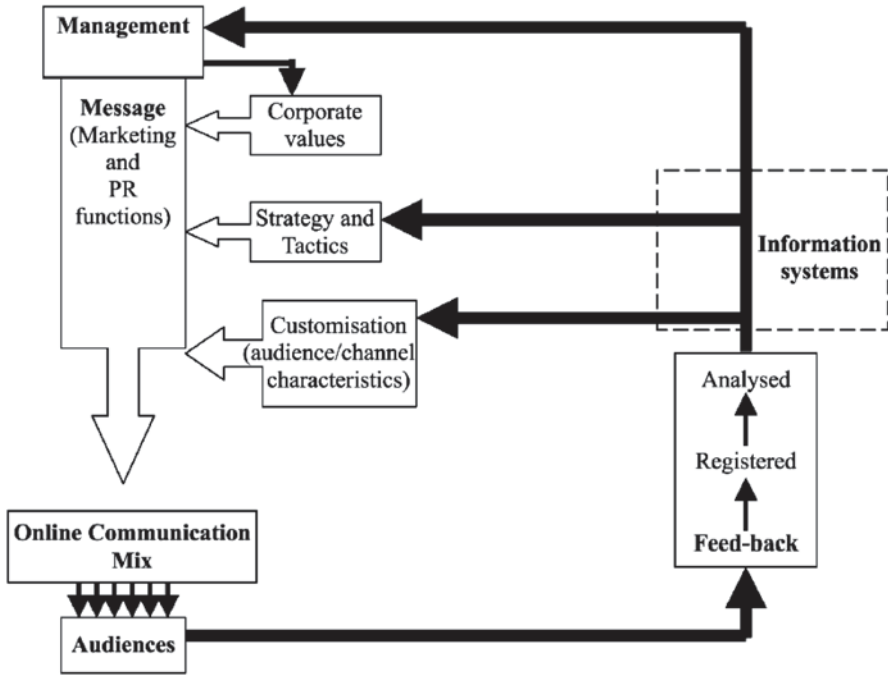 Management
Message
(Marketing
and
PR
functions)
Corporate
values
Strategy and
Tactics
Customisation
(audience/channel
characteristics)
Information
systems
Analysed
Registered
Feed-back
Online Communication
Mix
Audiences